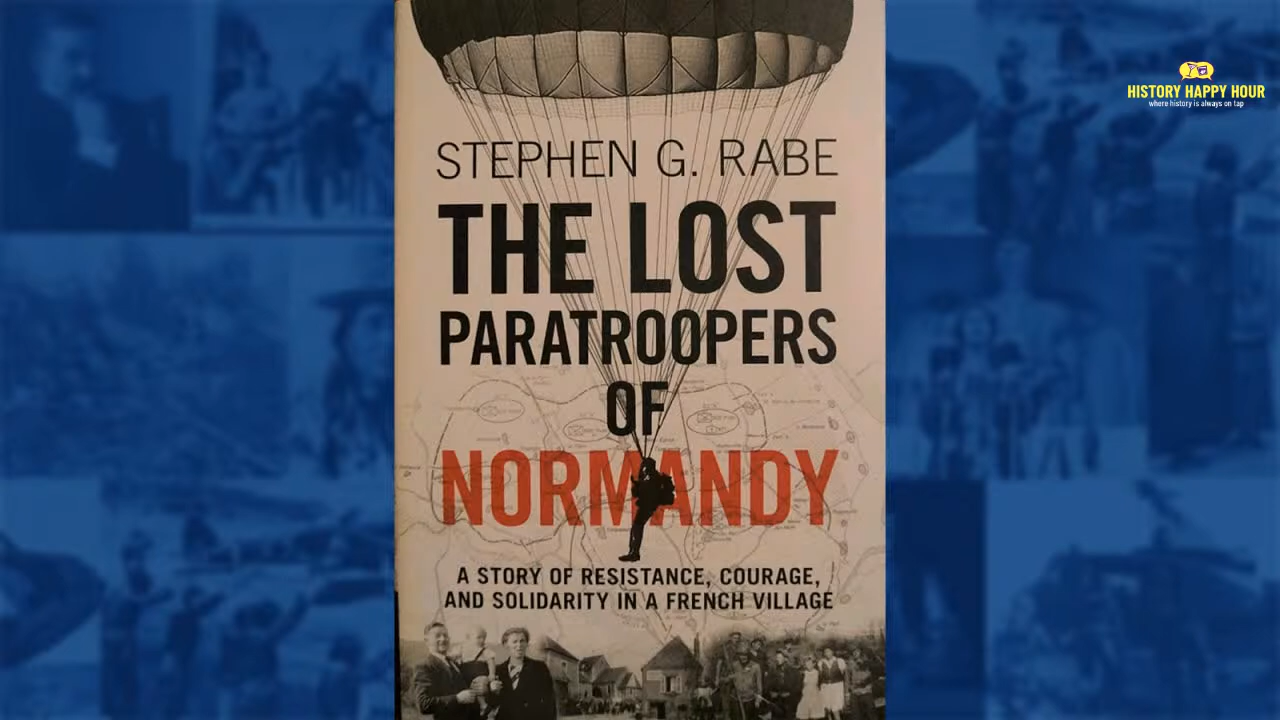 STEPHEN G. RABE
THE LOST
PARATROOPERS
OF
NORMANDY
A STORY OF RESISTANCE, COURAGE,
AND SOLIDARITY IN A FRENCH VILLAGE
HISTORY HAPPY HOUR
where history is always on tap